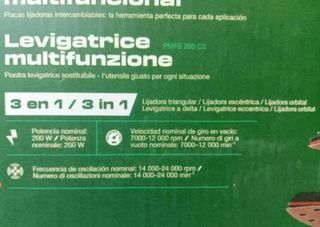 multifuncional
Placas lijadoras intercambiables: la herramienta perfecta para cada aplicación
Levigatrice PMFS 200 C3
multifunzione
Piastra levigatrice sostituibile - l'utensile giusto per ogni situazione
3 en 1 / 3 in 1
Lijadora triangular / Lijadora excéntrica / Lijadora orbital
Levigatrice a delta / Levigatrice eccentrica / Lijadora orbital
Potencia nominal:
200 W / Potenza
nominale: 200 W
Velocidad nominal de giro en vacío:
7000-12 000 rpm / Numero di giri a
vuoto nominale: 7000–12 000 min⁻¹
Frecuencia de oscilación nominal: 14 000-24 000 rpm /
Numero di oscillazioni nominale: 14 000–24 000 min⁻¹